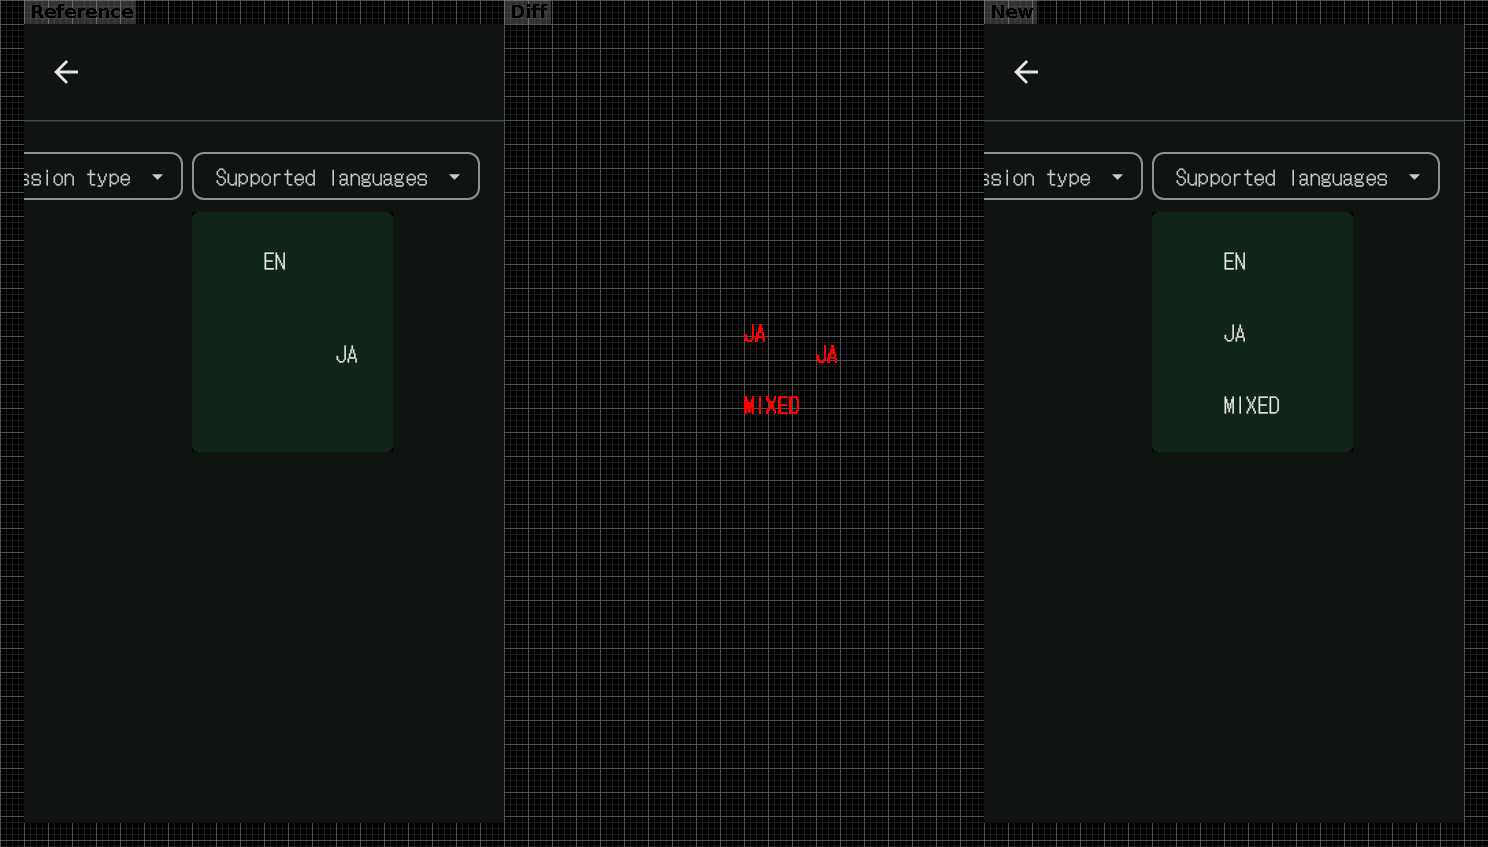 Reference
Diff
New
ssion type
Supported languages
EN
JA
JA
JA
MIXED
ssion type
Supported languages
EN
JA
MIXED